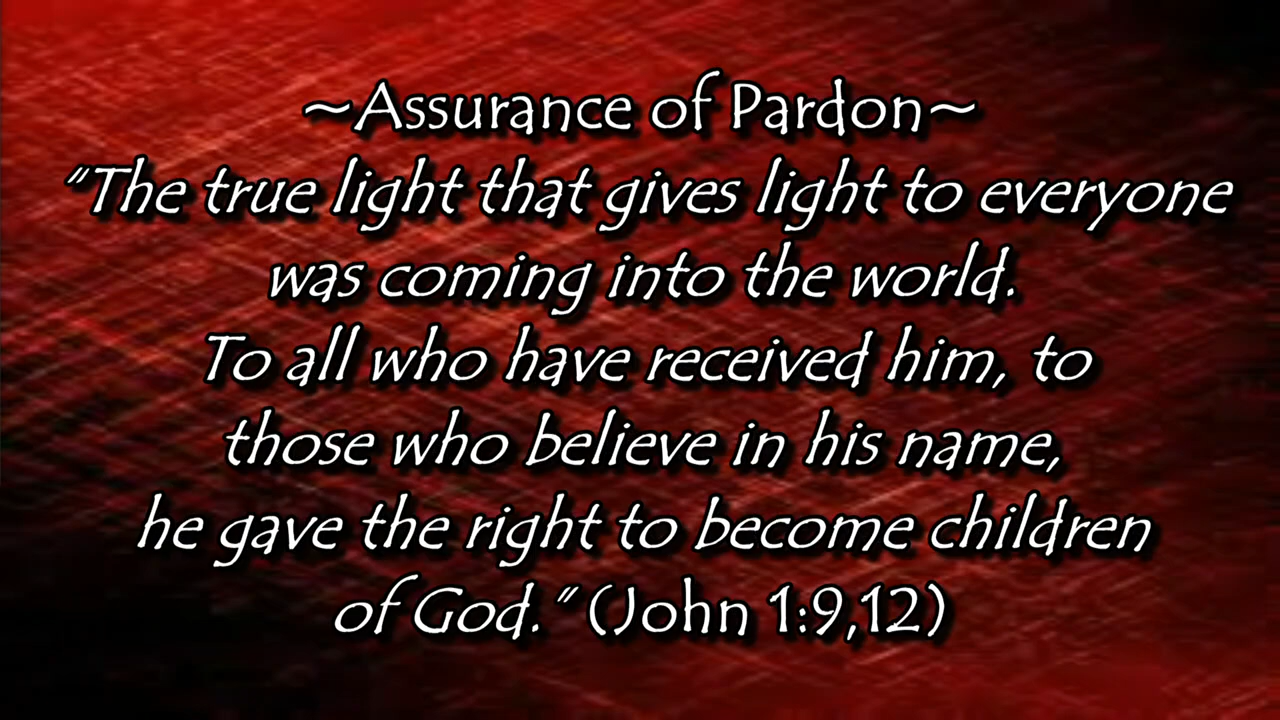 ~Assurance of Pardon~
“The true light that gives light to everyone
was coming into the world.
To all who have received him, to
those who believe in his name,
he gave the right to become children
of God.” (John 1:9,12)